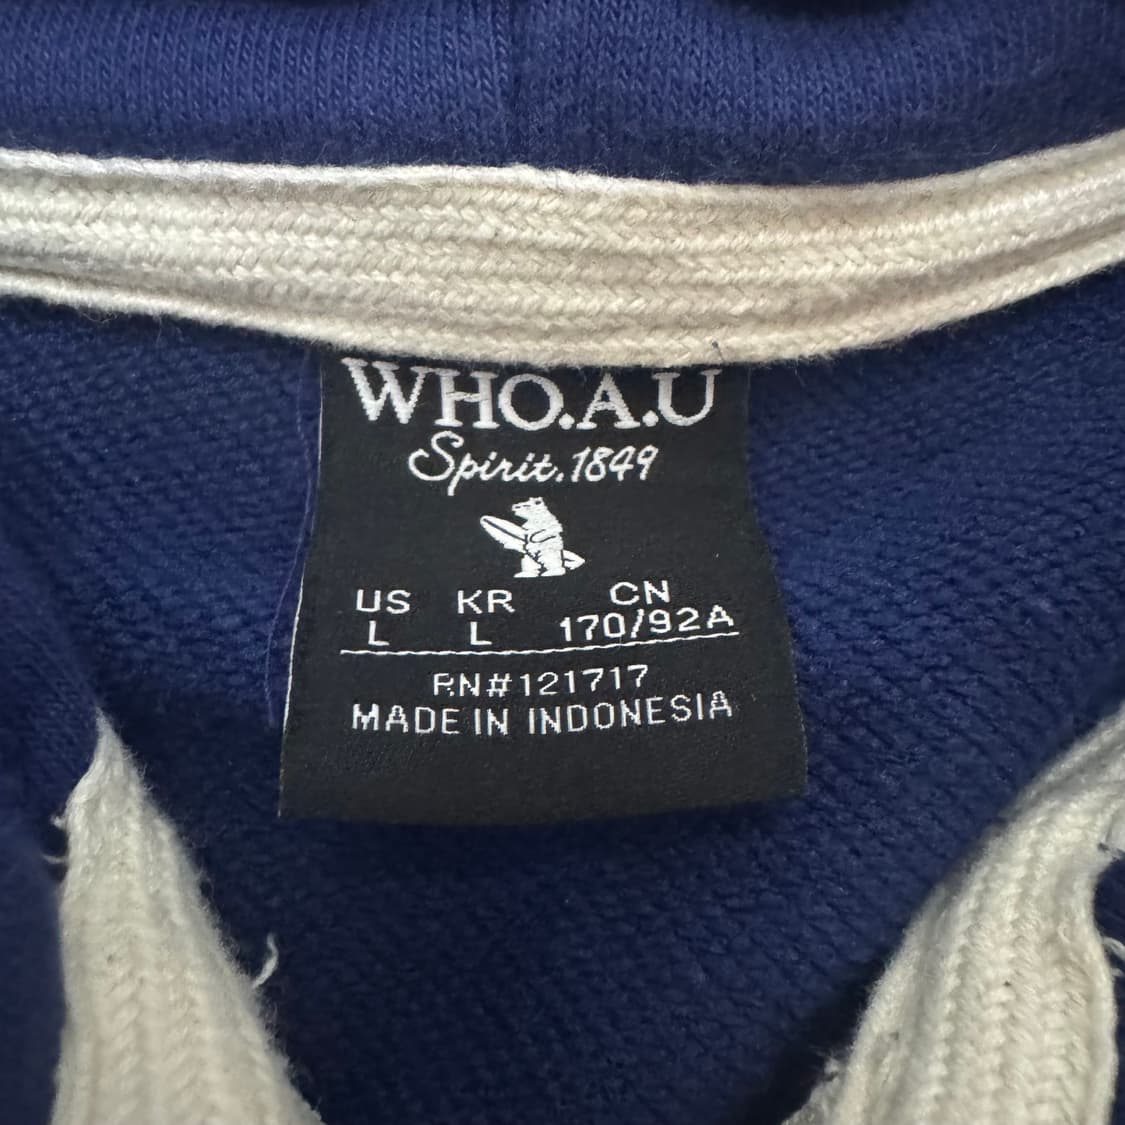 WHO.A.U
Spirit.1849
US KR CN
L L 170/92A
RN#121717
MADE IN INDONESIA